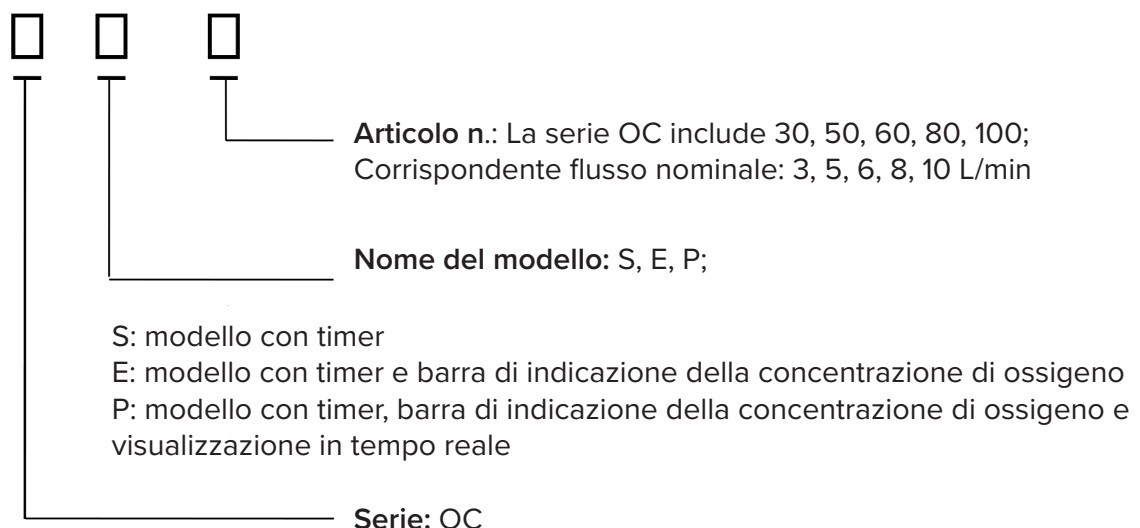 Articolo n.: La serie OC include 30, 50, 60, 80, 100;
Corrispondente flusso nominale: 3, 5, 6, 8, 10 L/min
Nome del modello: S, E, P;
S: modello con timer
E: modello con timer e barra di indicazione della concentrazione di ossigeno
P: modello con timer, barra di indicazione della concentrazione di ossigeno e
visualizzazione in tempo reale
Serie: OC